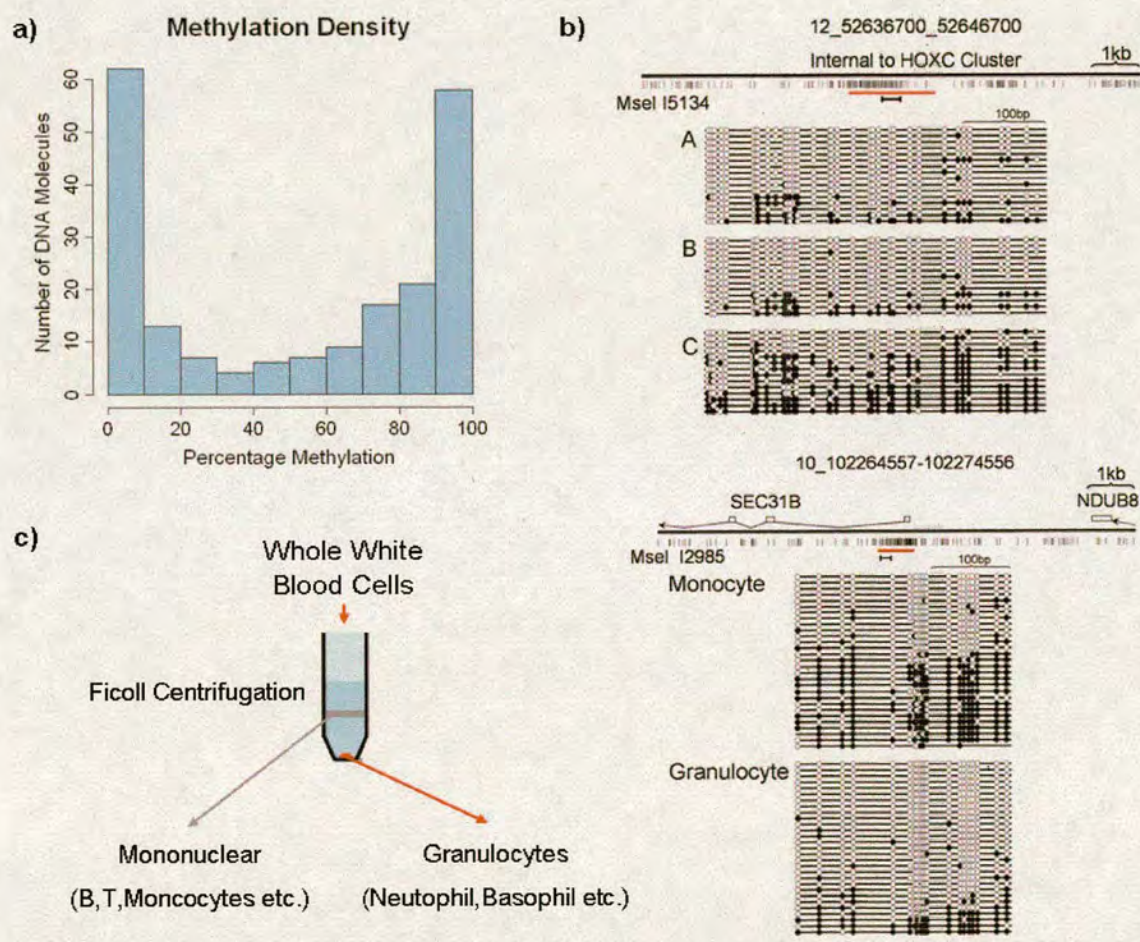 a)
Methylation Density
Number of DNA Molecules
60
50
40
30
20
10
0
0 20 40 60 80 100
Percentage Methylation
b)
12_52636700_52646700
Internal to HOXC Cluster
1kb
MseI I5134
100bp
A
B
C
10_102264557-102274556
1kb
SEC31B
NDUB8
MseI I2985
100bp
Monocyte
Granulocyte
c)
Whole White
Blood Cells
Ficoll Centrifugation
Mononuclear
(B,T,Moncocytes etc.)
Granulocytes
(Neutophil,Basophil etc.)